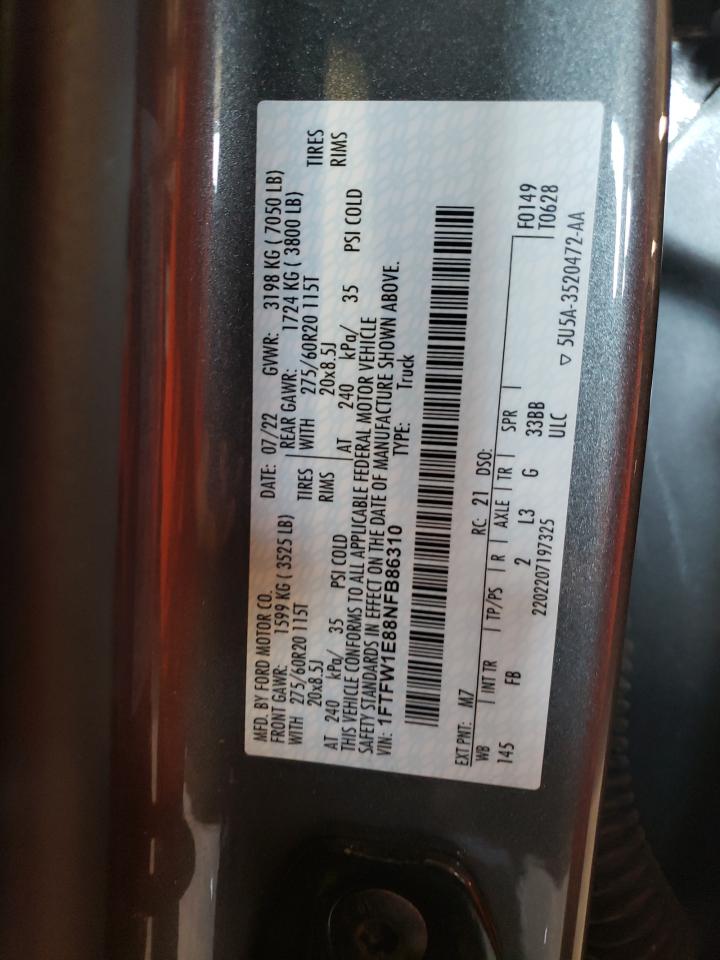 MFD. BY FORD MOTOR CO. DATE: 07/22 GVWR: 3198 KG ( 7050 LB)
FRONT GAWR: 1599 KG ( 3525 LB) REAR GAWR: 1724 KG ( 3800 LB)
WITH 275/60R20 115T TIRES WITH 275/60R20 115T TIRES
20x8.5J RIMS 20x8.5J RIMS
AT 240 kPa/ 35 PSI COLD AT 240 kPa/ 35 PSI COLD
THIS VEHICLE CONFORMS TO ALL APPLICABLE FEDERAL MOTOR VEHICLE
SAFETY STANDARDS IN EFFECT ON THE DATE OF MANUFACTURE SHOWN ABOVE.
VIN: 1FTFW1E88NFB86310 TYPE: Truck
EXT PNT: M7 RC: 21 DSO:
WB INT TR TP/PS R AXLE TR SPR F0149
145 FB 2 L3 G 33BB T0628
2202207197325 ULC
▽ 5U5A-3520472-AA